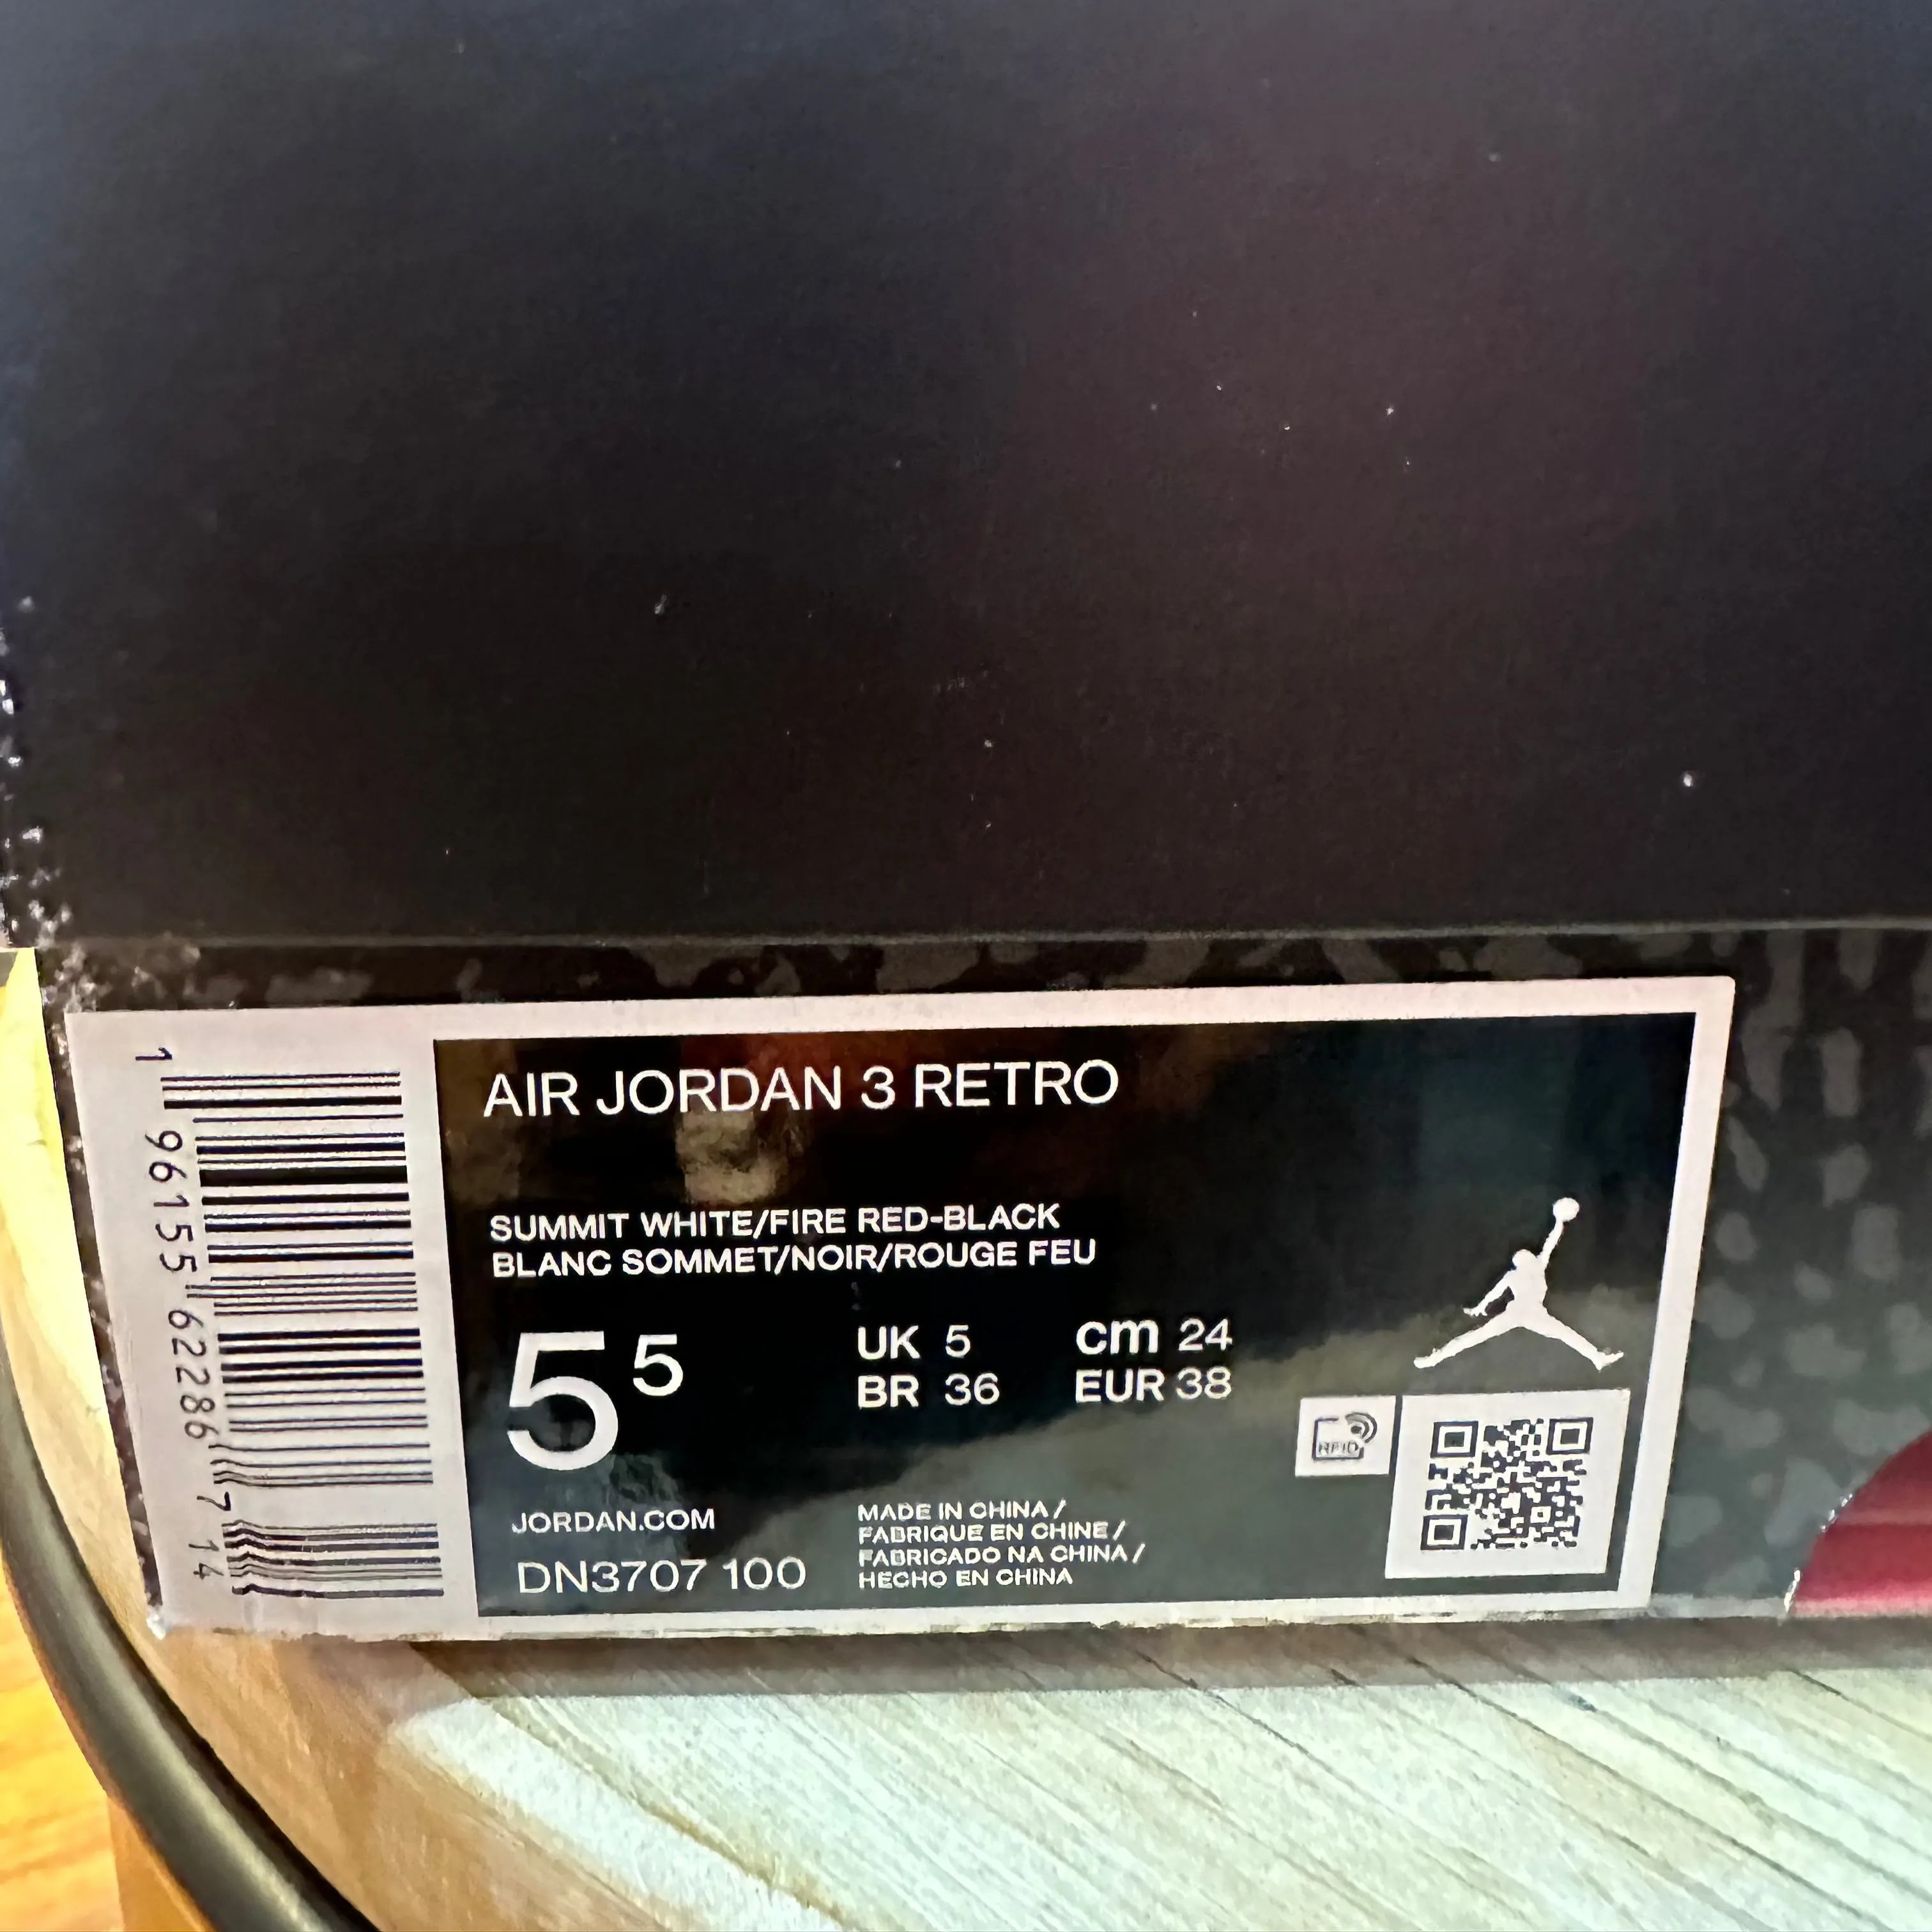 AIR JORDAN 3 RETRO
SUMMIT WHITE/FIRE RED-BLACK
BLANC SOMMET/NOIR/ROUGE FEU
5 5
UK 5 cm 24
BR 36 EUR 38
RFID
JORDAN.COM
DN3707 100
MADE IN CHINA /
FABRIQUE EN CHINE /
FABRICADO NA CHINA /
HECHO EN CHINA
1 96155 62286 7 14